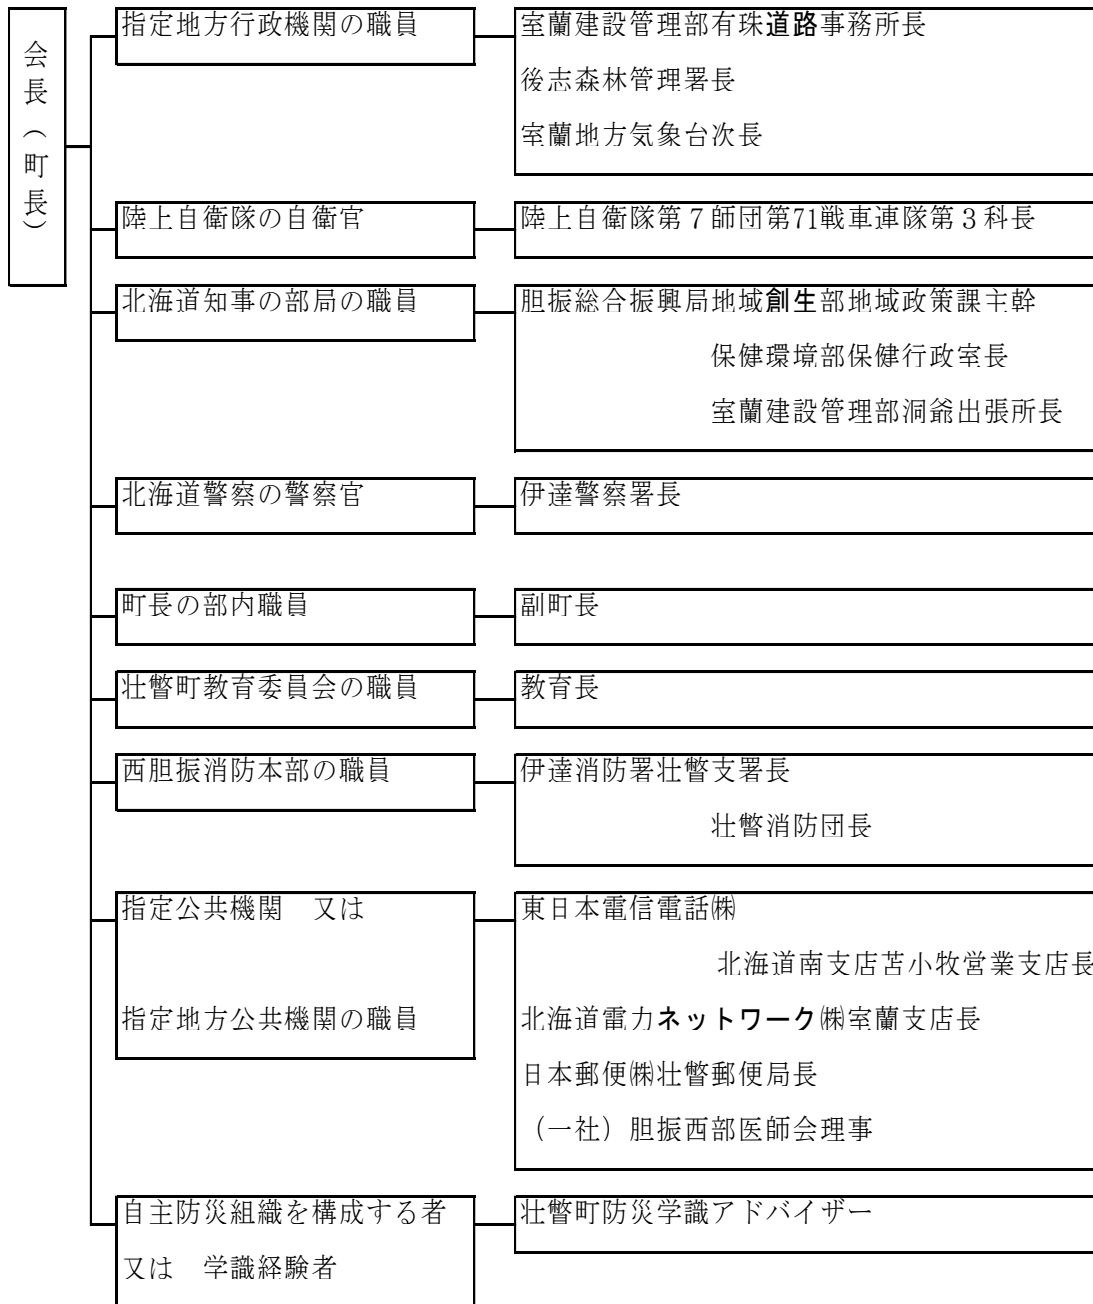 会長（町長）
指定地方行政機関の職員
室蘭建設管理部有珠道路事務所長
後志森林管理署長
室蘭地方気象台次長
陸上自衛隊の自衛官
陸上自衛隊第７師団第71戦車連隊第３科長
北海道知事の部局の職員
胆振総合振興局地域創生部地域政策課主幹
保健環境部保健行政室長
室蘭建設管理部洞爺出張所長
北海道警察の警察官
伊達警察署長
町長の部内職員
副町長
壮瞥町教育委員会の職員
教育長
西胆振消防本部の職員
伊達消防署壮瞥支署長
壮瞥消防団長
指定公共機関　又は
指定地方公共機関の職員
東日本電信電話㈱
北海道南支店苫小牧営業支店長
北海道電力ネットワーク㈱室蘭支店長
日本郵便㈱壮瞥郵便局長
（一社）胆振西部医師会理事
自主防災組織を構成する者
又は　学識経験者
壮瞥町防災学識アドバイザー